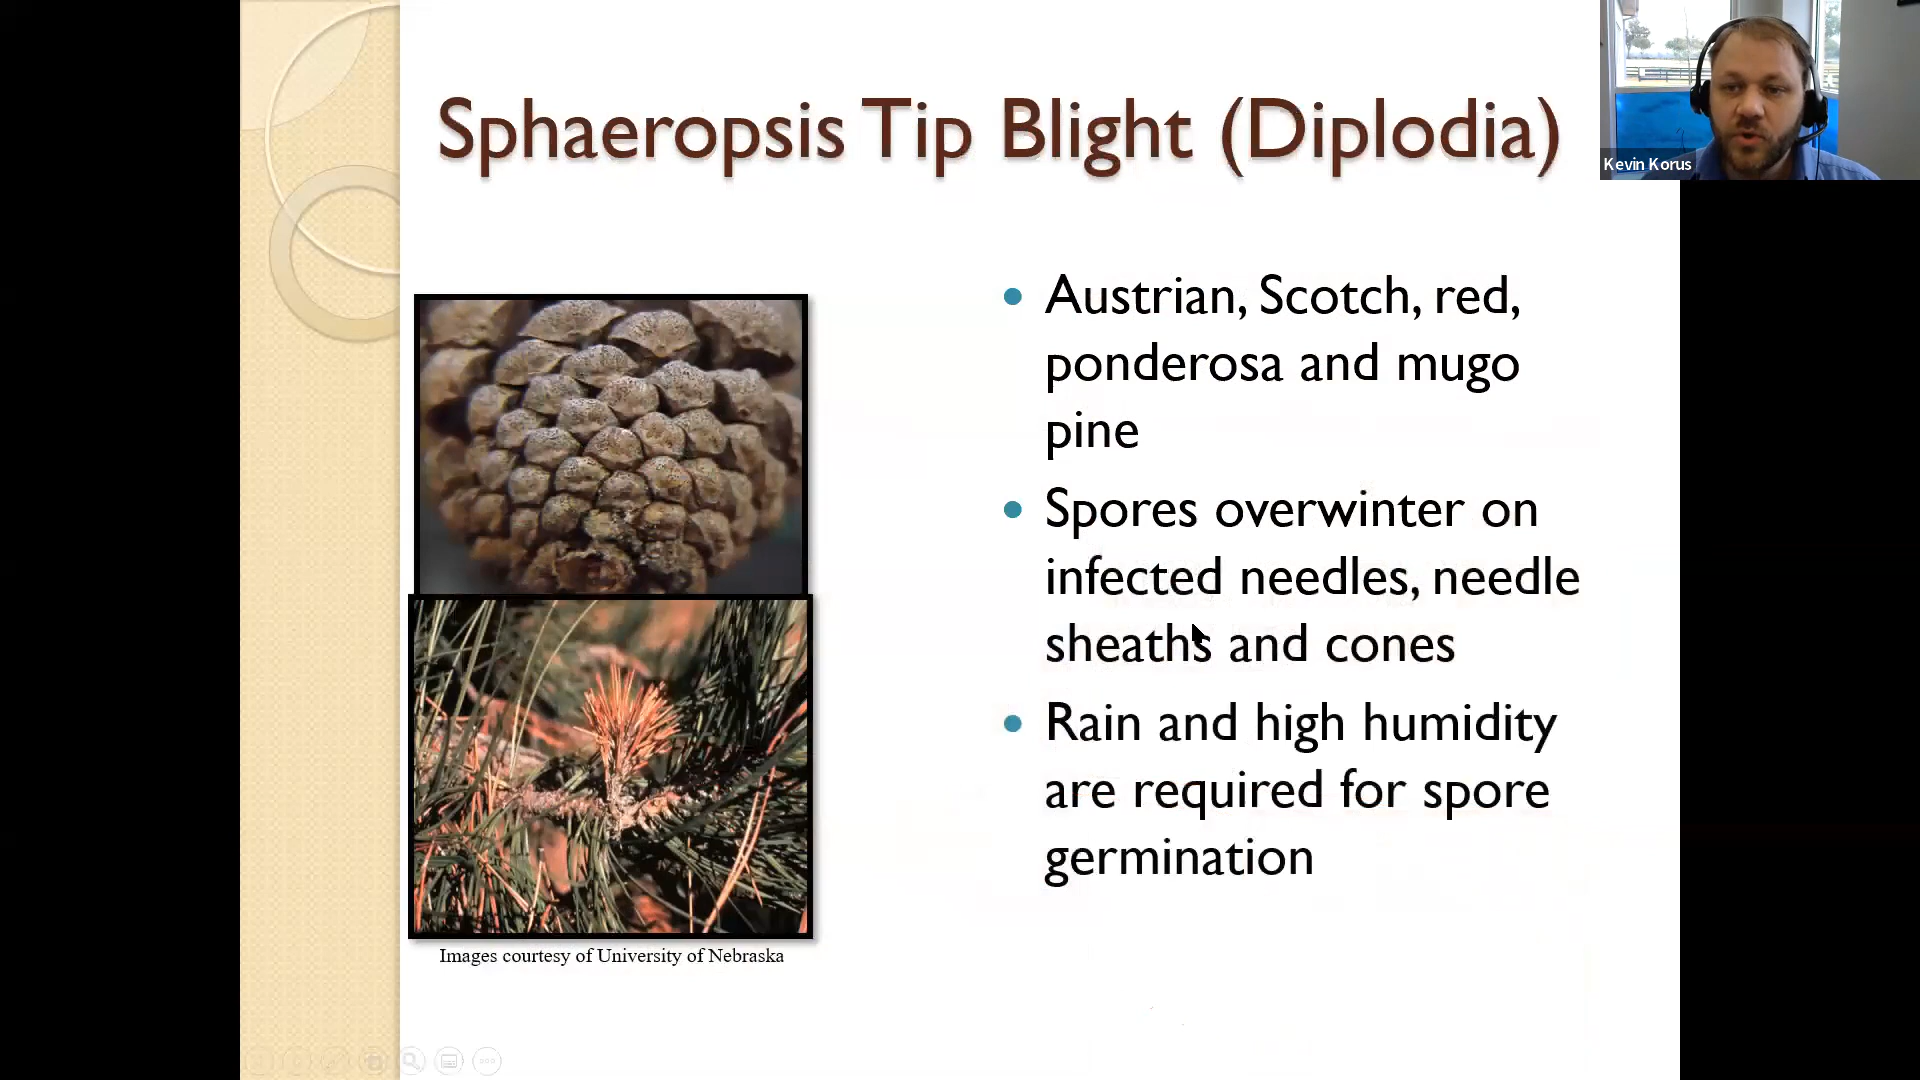 Sphaeropsis Tip Blight (Diplodia)
Kevin Korus
Austrian, Scotch, red,
ponderosa and mugo
pine
Spores overwinter on
infected needles, needle
sheaths and cones
Rain and high humidity
are required for spore
germination
Images courtesy of University of Nebraska